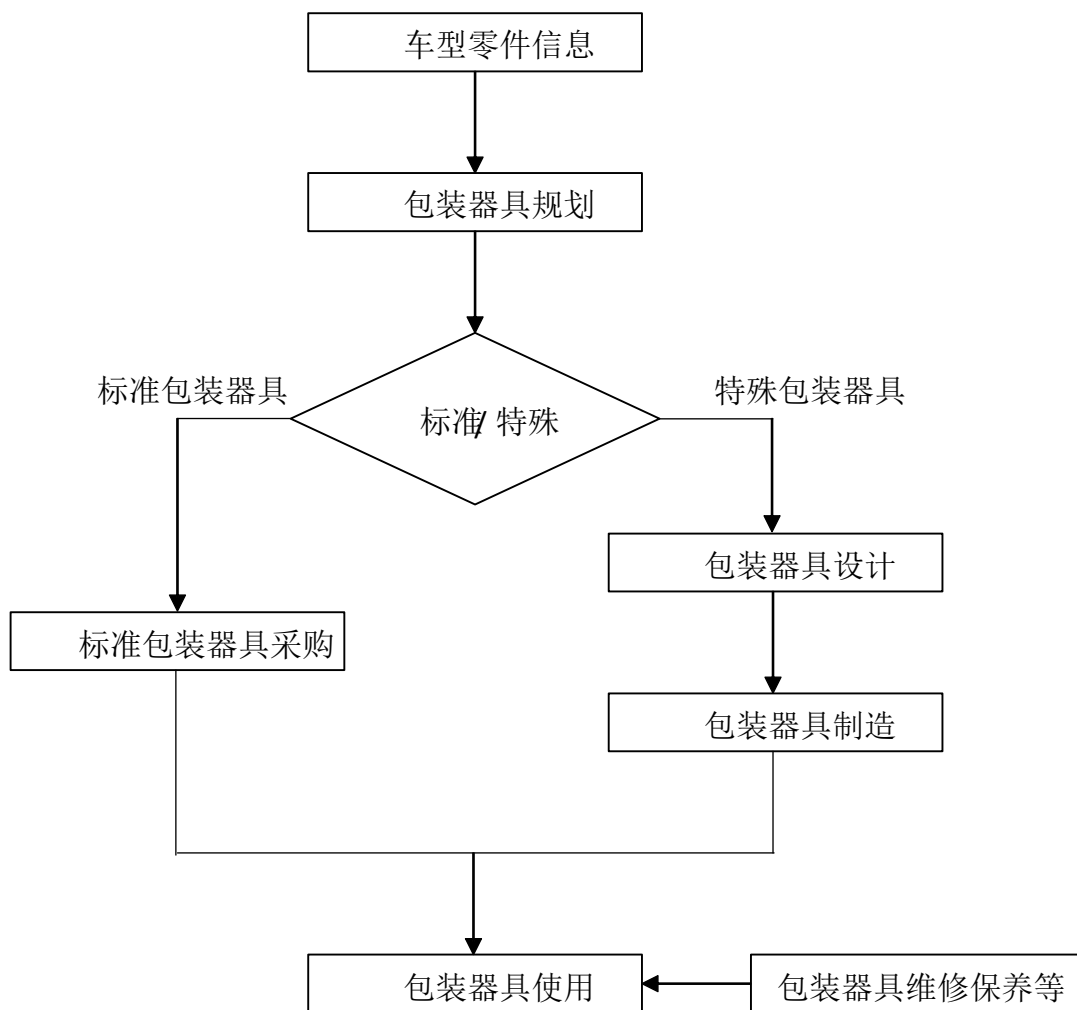 车型零件信息
包装器具规划
标准包装器具
特殊包装器具
标准/ 特殊
包装器具设计
标准包装器具采购
包装器具制造
包装器具使用
包装器具维修保养等